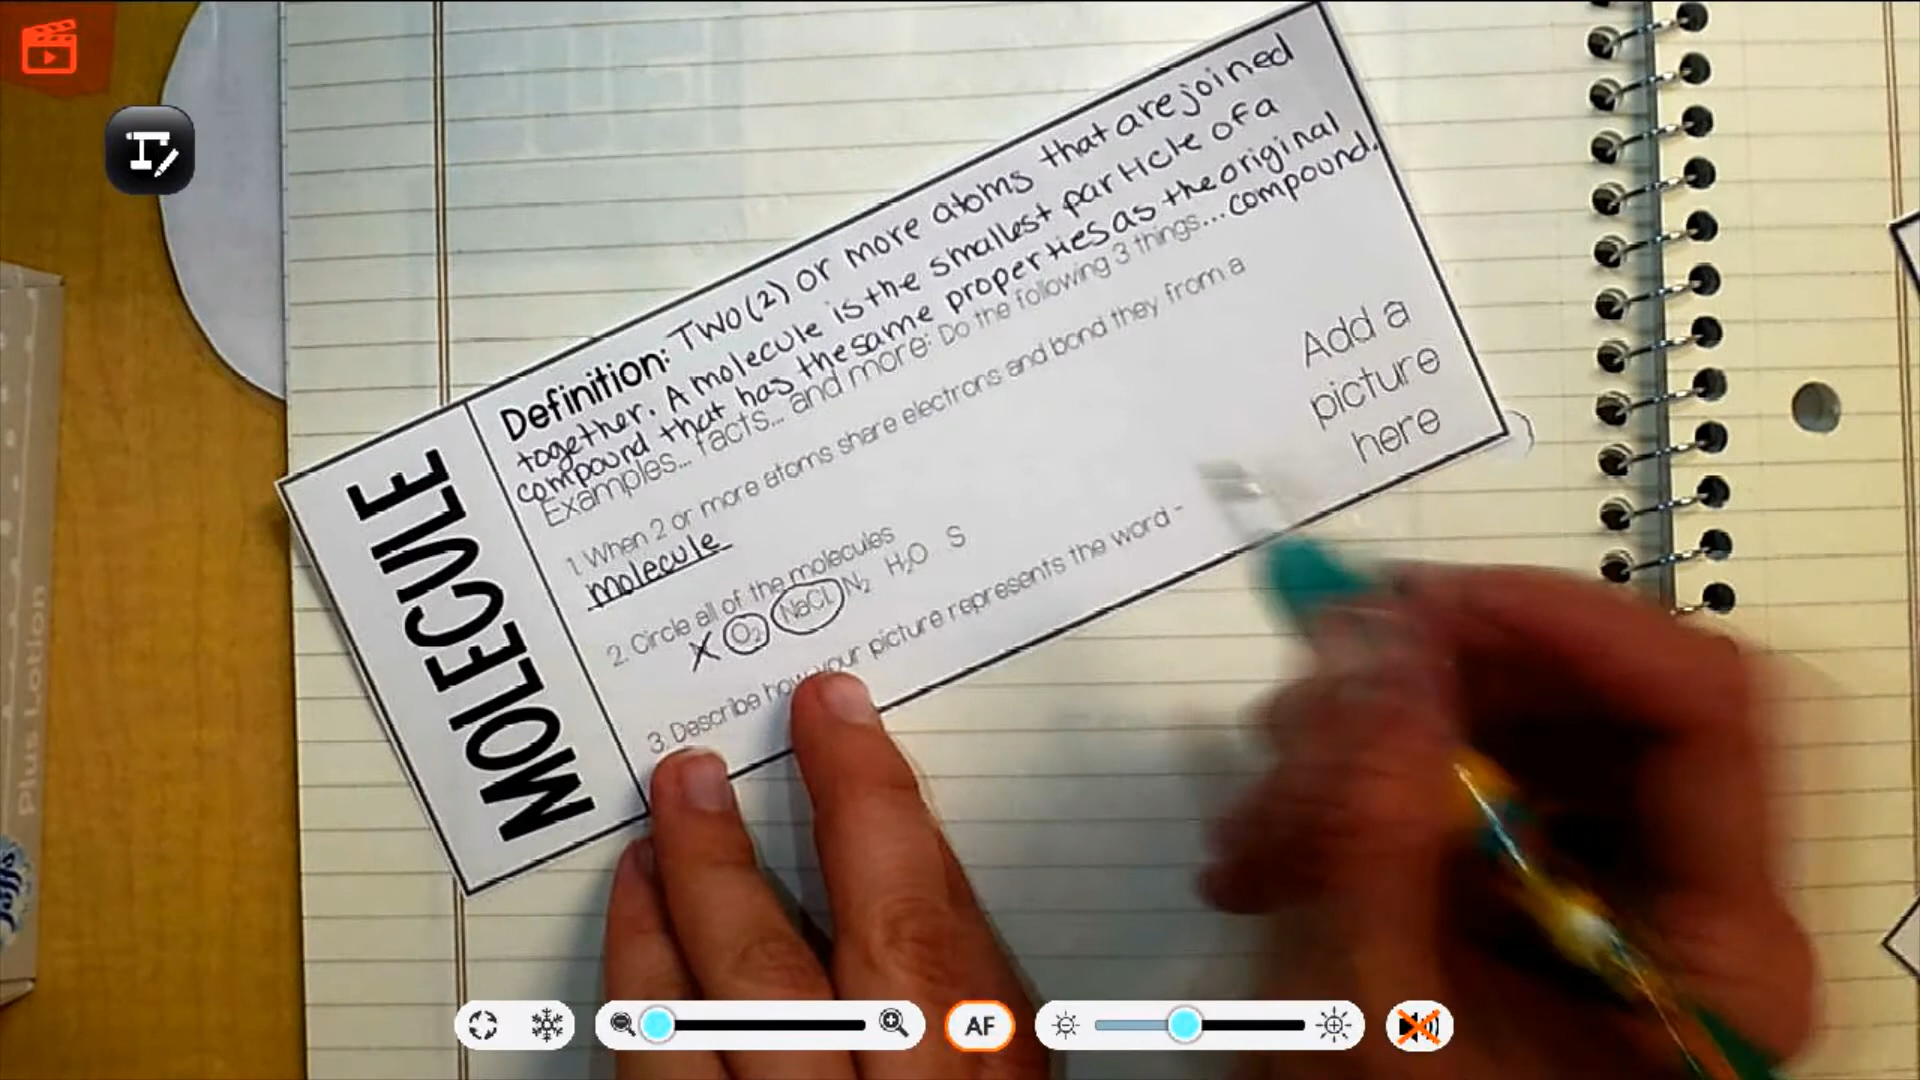 MOLECULE
Definition: Two (2) or more atoms that are joined
together. A molecule is the smallest particle of a
compound that has the same properties as the original
Examples... facts... and more: Do the following 3 things... compound.
1. When 2 or more atoms share electrons and bond they from a
molecule
2. Circle all of the molecules
X O₂ NaCl N₂ H₂O S
3. Describe how your picture represents the word -
Add a
picture
here
Plus Lotion
Puffs
AF